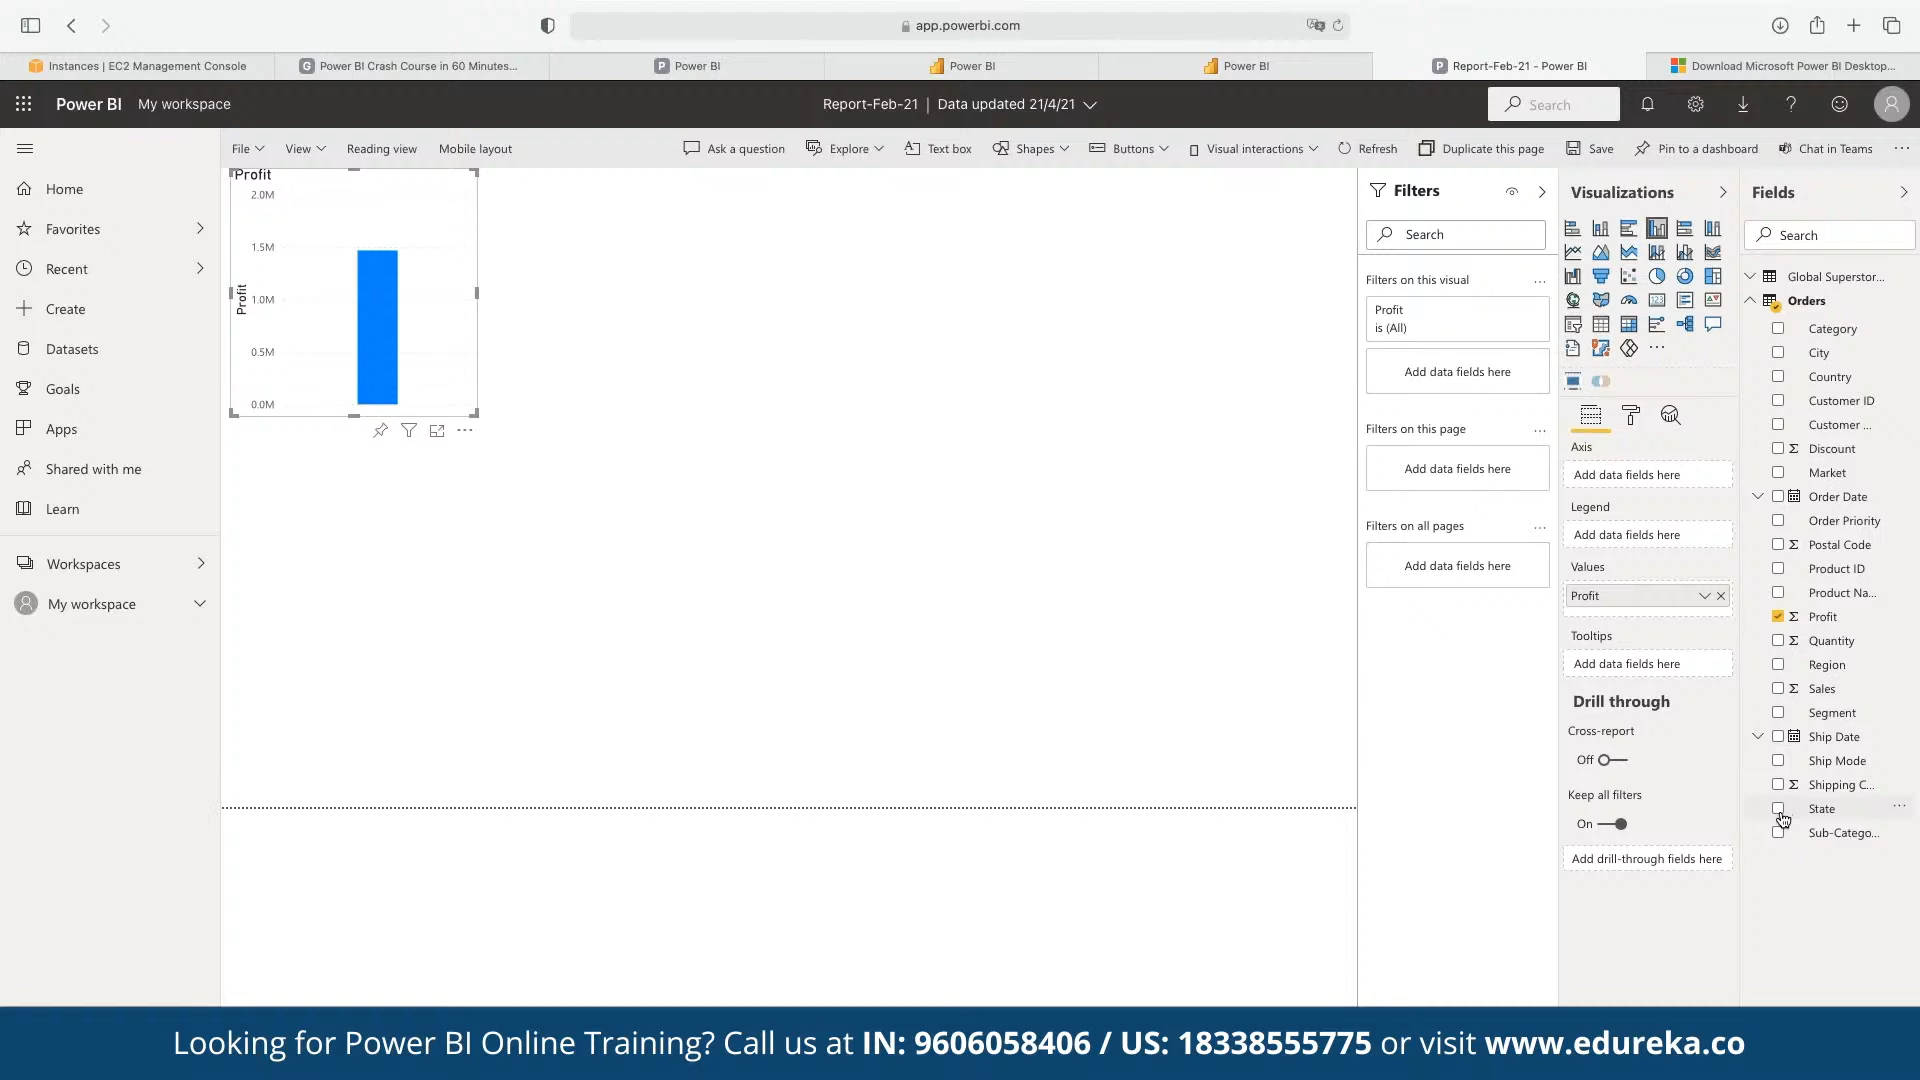 app.powerbi.com
Instances | EC2 Management Console
Power BI Crash Course in 60 Minutes...
Power BI
Power BI
Power BI
Report-Feb-21 - Power BI
Download Microsoft Power BI Desktop...
Power BI My workspace
Report-Feb-21 | Data updated 21/4/21
Search
File
View
Reading view
Mobile layout
Ask a question
Explore
Text box
Shapes
Buttons
Visual interactions
Refresh
Duplicate this page
Save
Pin to a dashboard
Chat in Teams
Home
Favorites
Recent
Create
Datasets
Goals
Apps
Shared with me
Learn
Workspaces
My workspace
Profit
2.0M
1.5M
1.0M
0.5M
0.0M
Profit
Filters
Search
Filters on this visual
Profit
is (All)
Add data fields here
Filters on this page
Add data fields here
Filters on all pages
Add data fields here
Visualizations
Axis
Add data fields here
Legend
Add data fields here
Values
Profit
Tooltips
Add data fields here
Drill through
Cross-report
Off
Keep all filters
On
Add drill-through fields here
Fields
Search
Global Superstor...
Orders
Category
City
Country
Customer ID
Customer ...
Discount
Market
Order Date
Order Priority
Postal Code
Product ID
Product Na...
Profit
Quantity
Region
Sales
Segment
Ship Date
Ship Mode
Shipping C...
State
Sub-Catego...
Looking for Power BI Online Training? Call us at IN: 9606058406 / US: 18338555775 or visit www.edureka.co